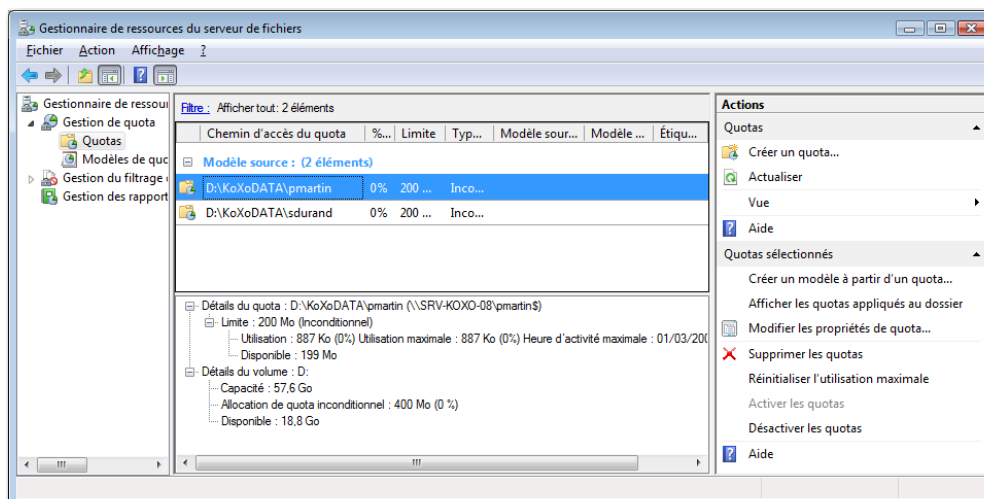 Gestionnaire de ressources du serveur de fichiers
Fichier Action Affichage ?
Gestionnaire de ressour
Gestion de quota
Quotas
Modèles de quo
Gestion du filtrage
Gestion des rapport
Filtre : Afficher tout: 2 éléments
Chemin d'accès du quota %... Limite Typ... Modèle sour... Modèle ... Étiqu...
Modèle source : (2 éléments)
D:\KoXoDATA\pmartin 0% 200 ... Inco...
D:\KoXoDATA\sdurand 0% 200 ... Inco...
Détails du quota : D:\KoXoDATA\pmartin (\\SRV-KOXO-08\pmartin$)
Limite : 200 Mo (Inconditionnel)
Utilisation : 887 Ko (0%) Utilisation maximale : 887 Ko (0%) Heure d'activité maximale : 01/03/200
Disponible : 199 Mo
Détails du volume : D:
Capacité : 57,6 Go
Allocation de quota inconditionnel : 400 Mo (0 %)
Disponible : 18,8 Go
Actions
Quotas
Créer un quota...
Actualiser
Vue
Aide
Quotas sélectionnés
Créer un modèle à partir d'un quota...
Afficher les quotas appliqués au dossier
Modifier les propriétés de quota...
Supprimer les quotas
Réinitialiser l'utilisation maximale
Activer les quotas
Désactiver les quotas
Aide